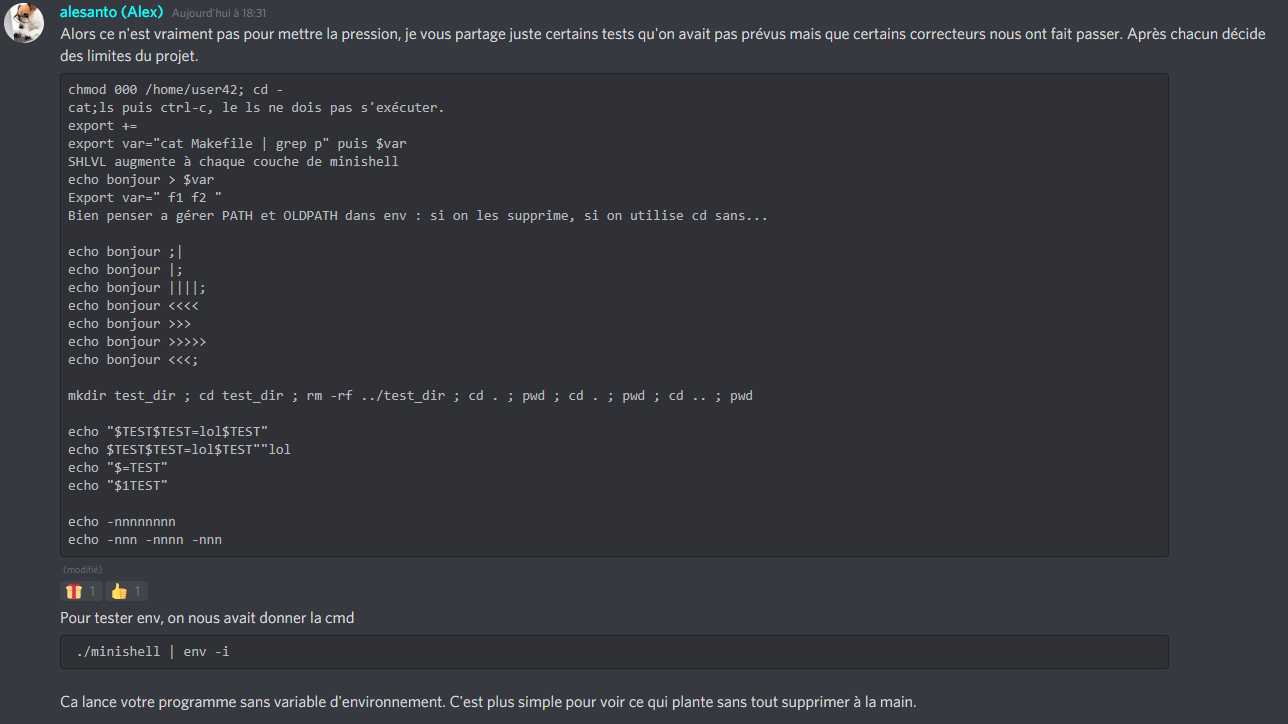 alesanto (Alex) Aujourd'hui à 18:31
Alors ce n'est vraiment pas pour mettre la pression, je vous partage juste certains tests qu'on avait pas prévus mais que certains correcteurs nous ont fait passer. Après chacun décide
des limites du projet.
chmod 000 /home/user42; cd -
cat;ls puis ctrl-c, le ls ne dois pas s'exécuter.
export +=
export var="cat Makefile | grep p" puis $var
SHLVL augmente à chaque couche de minishell
echo bonjour > $var
Export var=" f1 f2 "
Bien penser a gérer PATH et OLDPATH dans env : si on les supprime, si on utilise cd sans...
echo bonjour ;|
echo bonjour |;
echo bonjour ||||;
echo bonjour <<<<
echo bonjour >>>
echo bonjour >>>>>
echo bonjour <<<;
mkdir test_dir ; cd test_dir ; rm -rf ../test_dir ; cd . ; pwd ; cd . ; pwd ; cd .. ; pwd
echo "$TEST$TEST=lol$TEST"
echo $TEST$TEST=lol$TEST""lol
echo "$=TEST"
echo "$1TEST"
echo -nnnnnnnn
echo -nnn -nnnn -nnn
(modifié)
1 1
Pour tester env, on nous avait donner la cmd
./minishell | env -i
Ca lance votre programme sans variable d'environnement. C'est plus simple pour voir ce qui plante sans tout supprimer à la main.